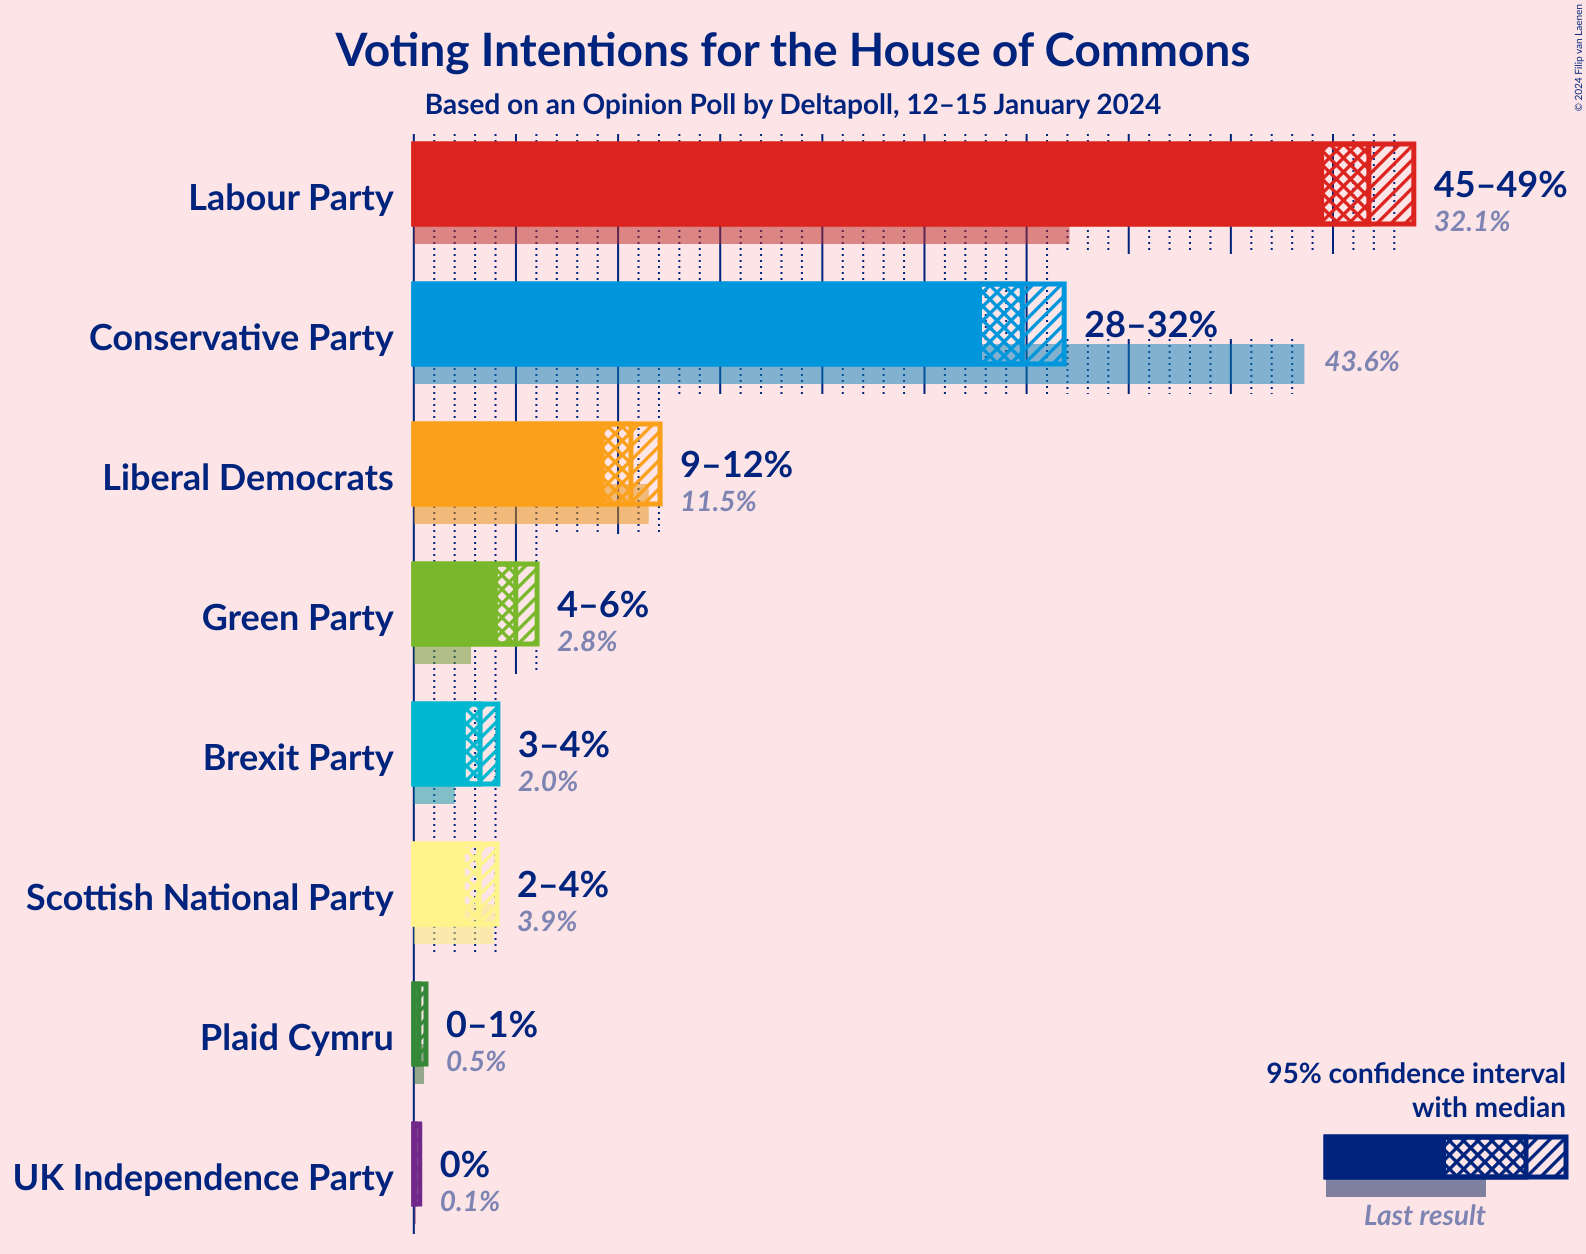 Voting Intentions for the House of Commons
Based on an Opinion Poll by Deltapoll, 12–15 January 2024
© 2024 Filip van Laenen
Labour Party
45–49%
32.1%
Conservative Party
28–32%
43.6%
Liberal Democrats
9–12%
11.5%
Green Party
4–6%
2.8%
Brexit Party
3–4%
2.0%
Scottish National Party
2–4%
3.9%
Plaid Cymru
0–1%
0.5%
UK Independence Party
0%
0.1%
95% confidence interval
with median
Last result